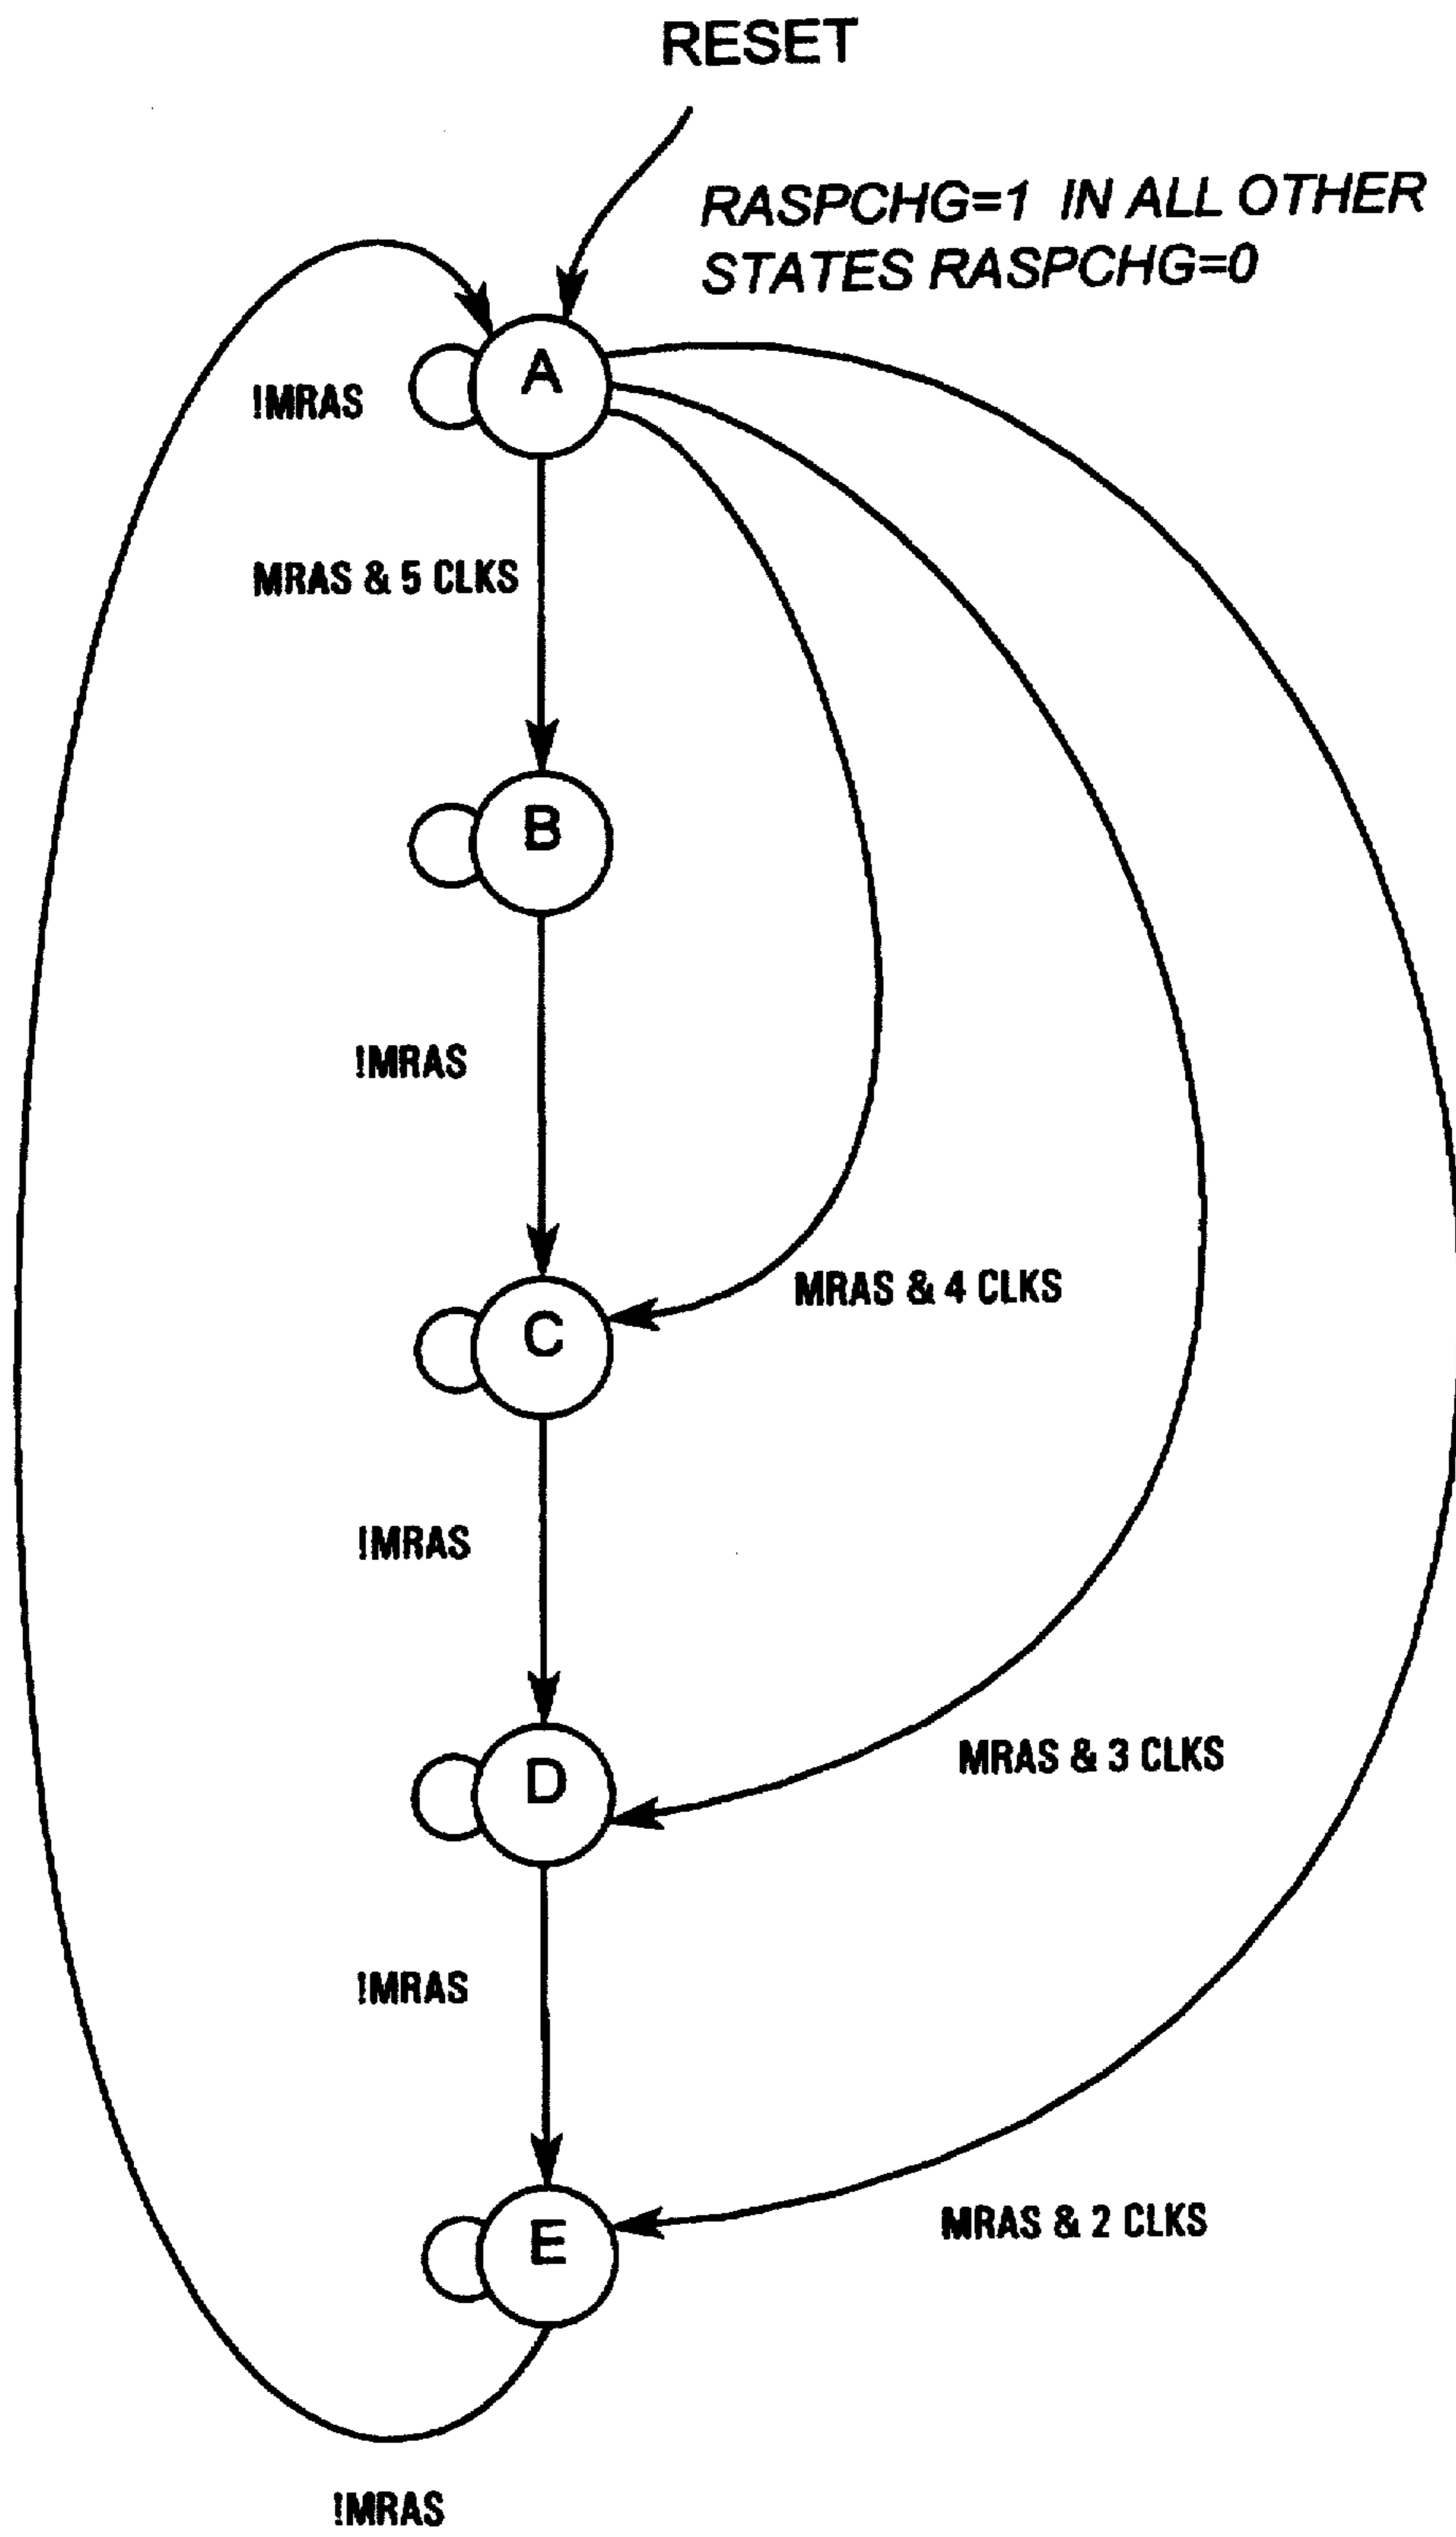 RESET
RASPCHG=1 IN ALL OTHER
STATES RASPCHG=0
A
!MRAS
MRAS & 5 CLKS
B
!MRAS
MRAS & 4 CLKS
C
!MRAS
MRAS & 3 CLKS
D
!MRAS
MRAS & 2 CLKS
E
!MRAS